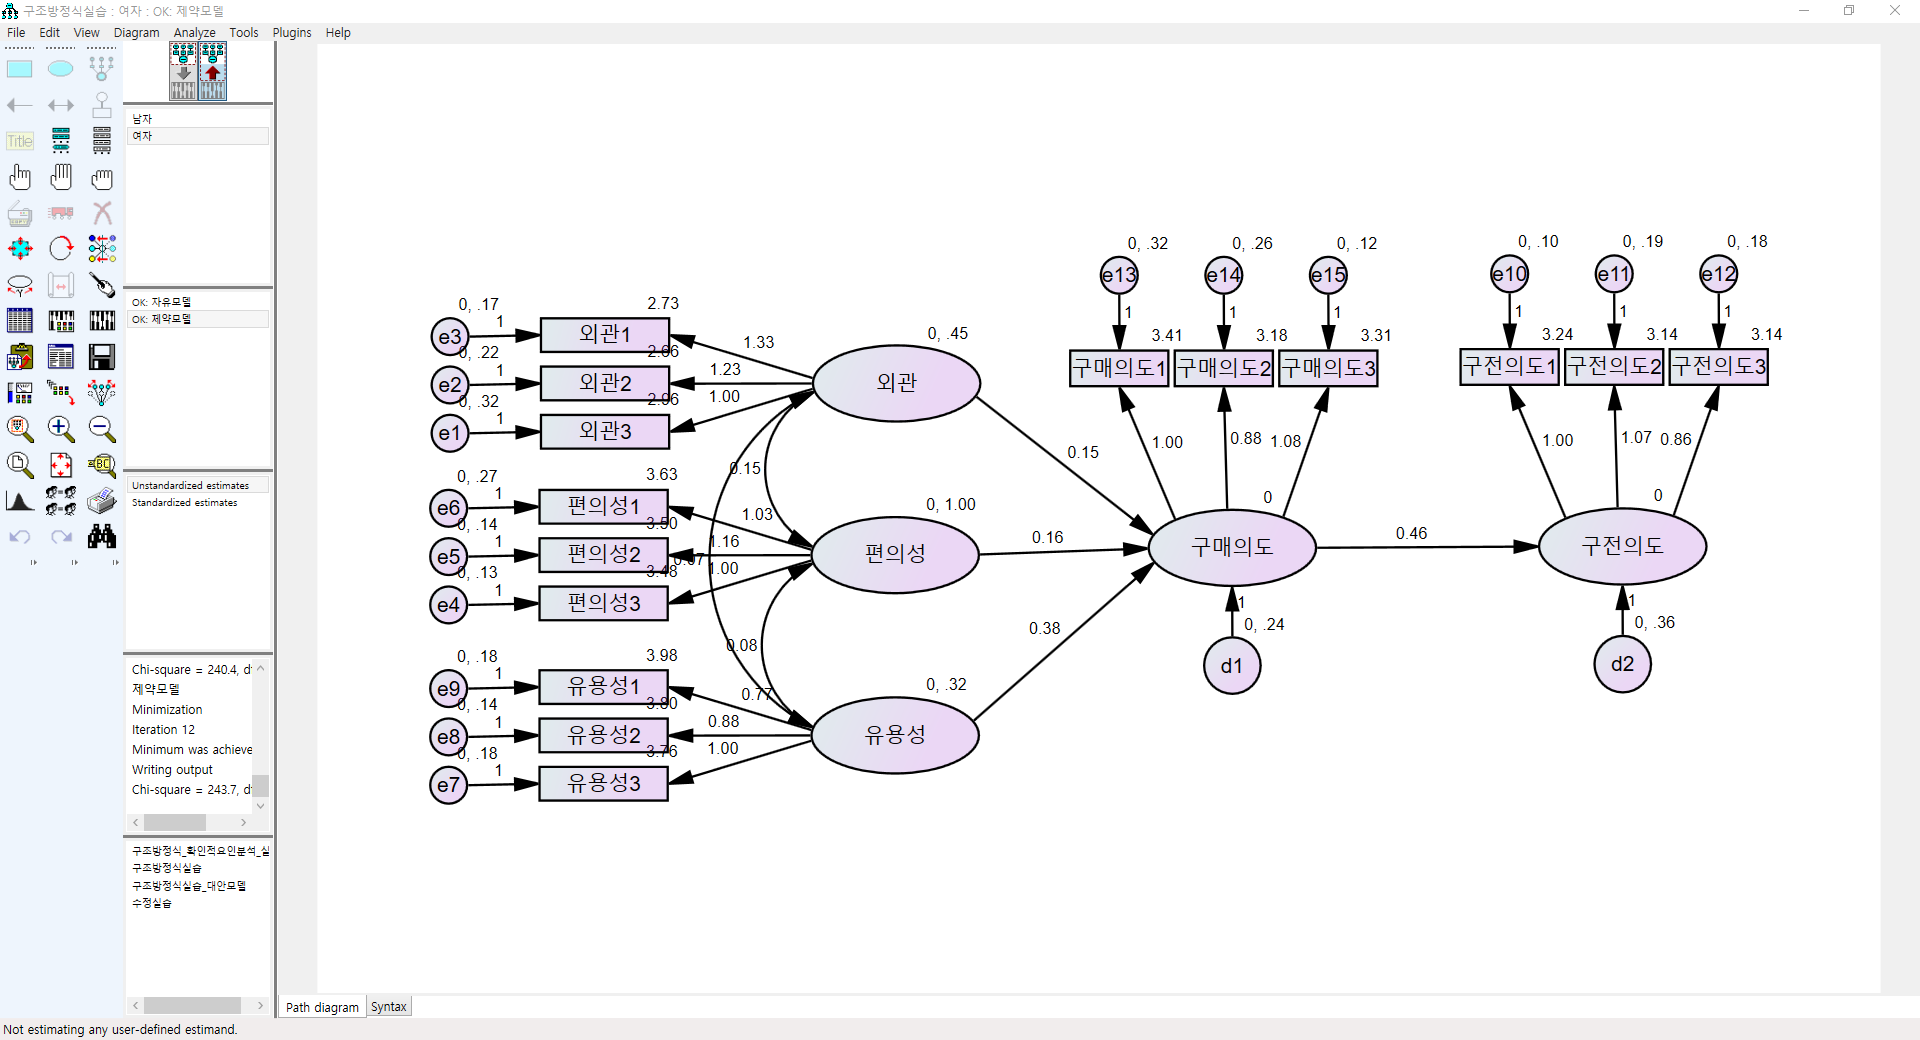 구조방정식실습 : 여자 : OK: 제약모델
File Edit View Diagram Analyze Tools Plugins Help
Title
남자
여자
OK: 자유모델
OK: 제약모델
Unstandardized estimates
Standardized estimates
Chi-square = 240.4, d
제약모델
Minimization
Iteration 12
Minimum was achieve
Writing output
Chi-square = 243.7, d
구조방정식_확인적요인분석_실
구조방정식실습
구조방정식실습_대안모델
수정실습
0, .17
e3
1
2.73
외관1
0, .22
e2
1
2.66
외관2
0, .32
e1
1
2.96
외관3
1.33
1.23
1.00
0, .45
외관
0, .27
e6
1
3.63
편의성1
0, .14
e5
1
3.50
편의성2
0, .13
e4
1
3.48
편의성3
1.03
1.16
1.00
0, 1.00
편의성
0, .18
e9
1
3.98
유용성1
0, .14
e8
1
3.80
유용성2
0, .18
e7
1
3.76
유용성3
0.77
0.88
1.00
0, .32
유용성
0.15
0.07
0.08
0.15
0.16
0.38
0, .32
e13
1
3.41
구매의도1
0, .26
e14
1
3.18
구매의도2
0, .12
e15
1
3.31
구매의도3
1.00
0.88
1.08
0
구매의도
1
0, .24
d1
0.46
0, .10
e10
1
3.24
구전의도1
0, .19
e11
1
3.14
구전의도2
0, .18
e12
1
3.14
구전의도3
1.00
1.07
0.86
0
구전의도
1
0, .36
d2
Path diagram
Syntax
Not estimating any user-defined estimand.